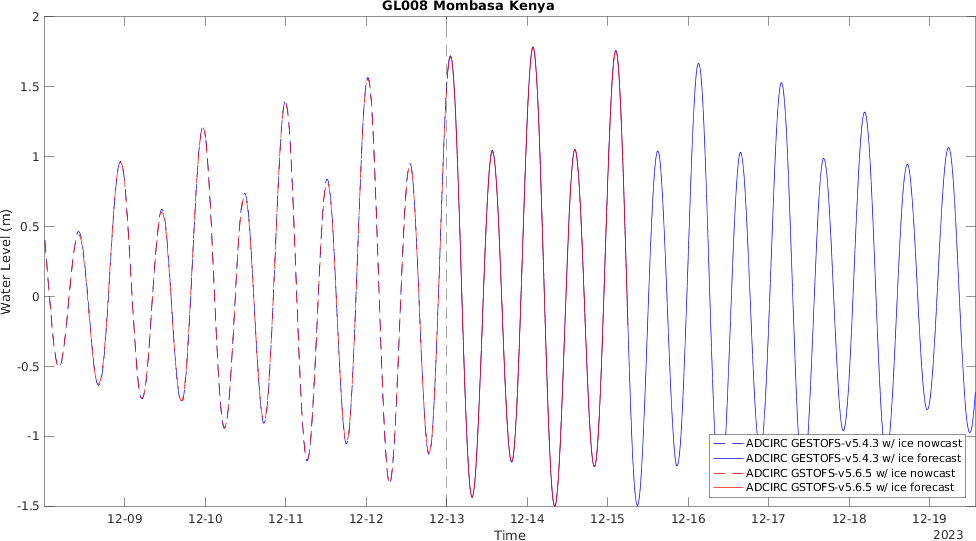 GL008 Mombasa Kenya
2
1.5
1
0.5
0
-0.5
-1
-1.5
Water Level (m)
ADCIRC GESTOFS-v5.4.3 w/ ice nowcast
ADCIRC GESTOFS-v5.4.3 w/ ice forecast
ADCIRC GSTOFS-v5.6.5 w/ ice nowcast
ADCIRC GSTOFS-v5.6.5 w/ ice forecast
12-09 12-10 12-11 12-12 12-13 12-14 12-15 12-16 12-17 12-18 12-19
Time
2023